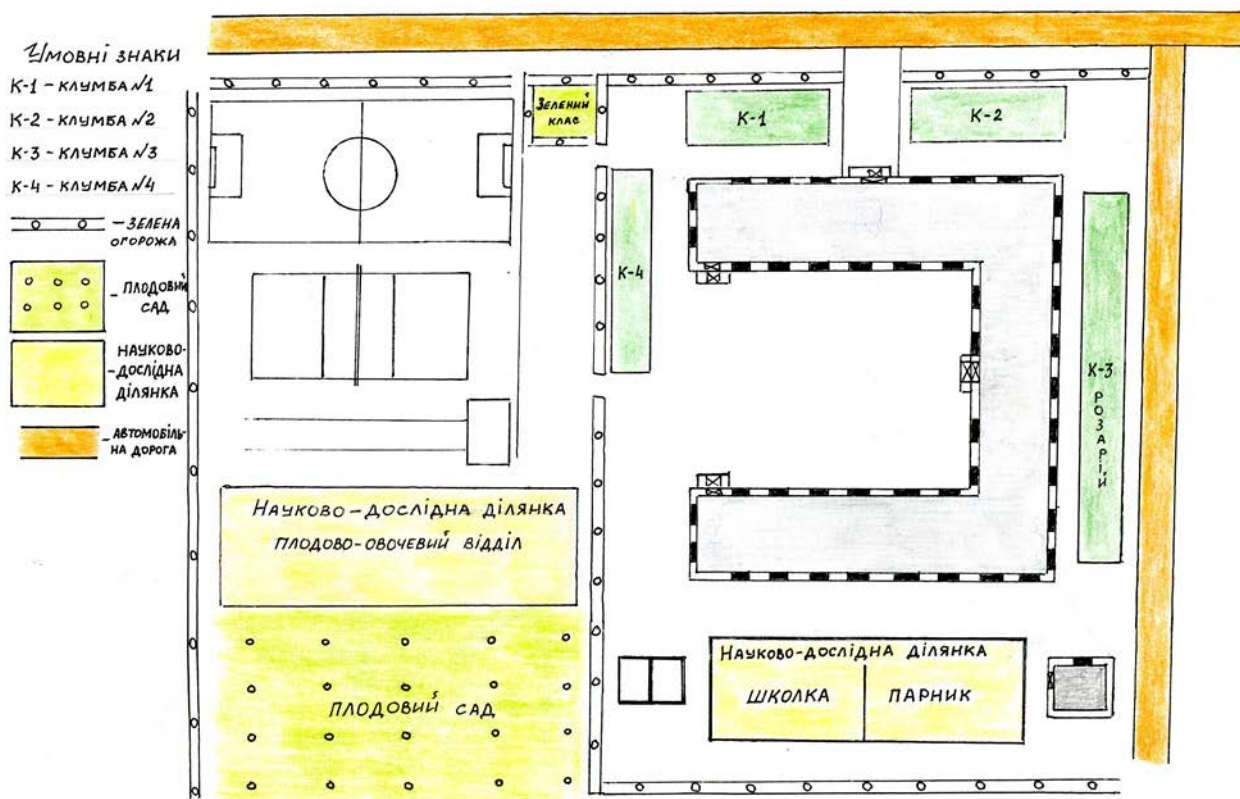 Умовні знаки
К-1 - клумба №1
К-2 - клумба №2
К-3 - клумба №3
К-4 - клумба №4
- зелена
огорожа
- плодовий
сад
науково-
- дослідна
ділянка
- автомобіль-
на дорога
Зелений
клас
К-1
К-2
К-4
К-3
розарій
Науково-дослідна ділянка
плодово-овочевий відділ
плодовий сад
Науково-дослідна ділянка
школка
парник